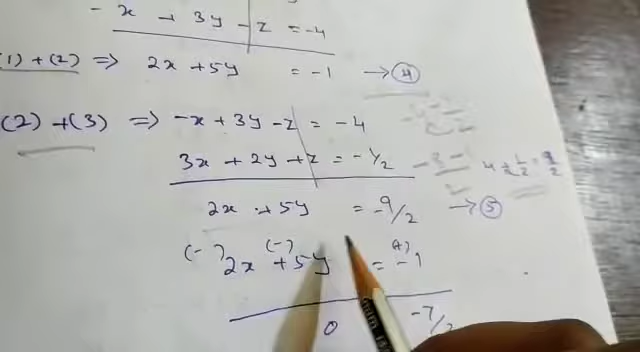 - x + 3y - z = -4
(1) + (2) ⇒ 2x + 5y = -1 → ④
(2) + (3) ⇒ -x + 3y - z = -4
3x + 2y + z = -1/2
4 + 1/2 = 9/2
2x + 5y = -9/2 → ⑤
(-) (-) (+)
2x + 5y = -1
0 -7/2